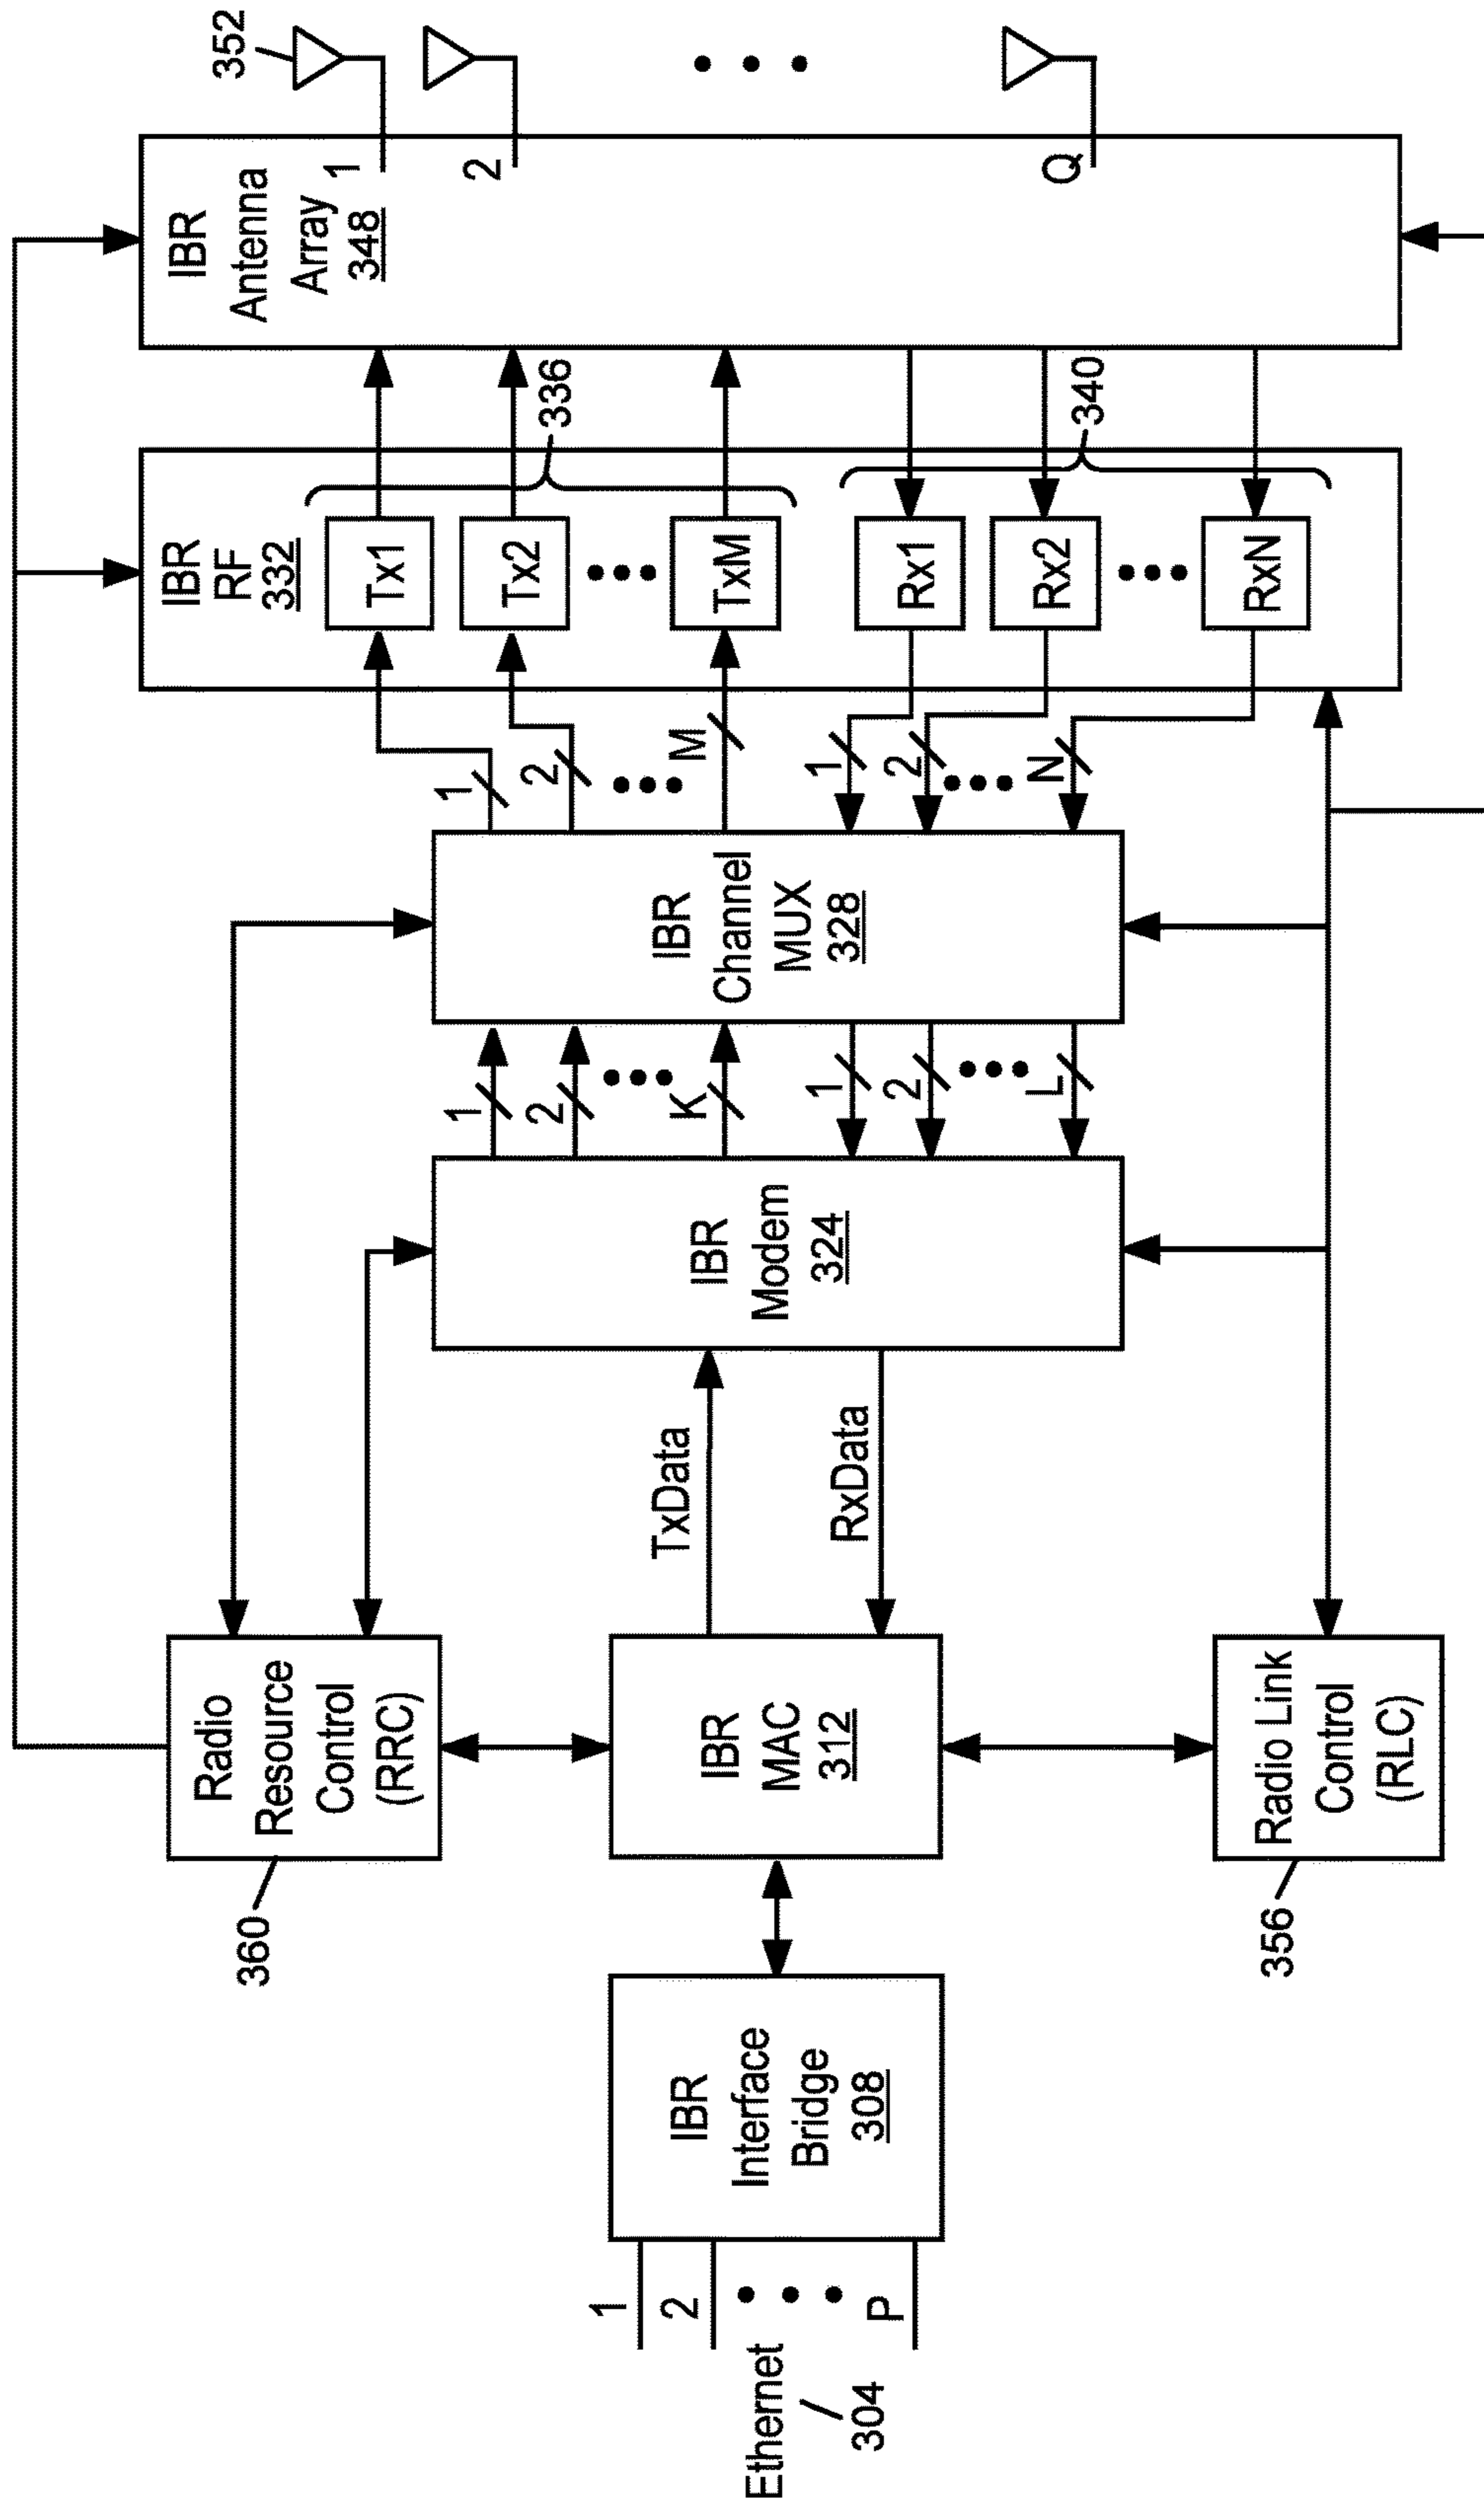 Ethernet
304
1
2
P
IBR
Interface
Bridge
308
360
Radio
Resource
Control
(RRC)
IBR
MAC
312
356
Radio Link
Control
(RLC)
TxData
RxData
IBR
Modem
324
1
2
K
1
2
L
IBR
Channel
MUX
328
1
2
M
1
2
N
IBR
RF
332
Tx1
Tx2
TxM
336
Rx1
Rx2
RxN
340
IBR
Antenna
Array
348
1
2
Q
352